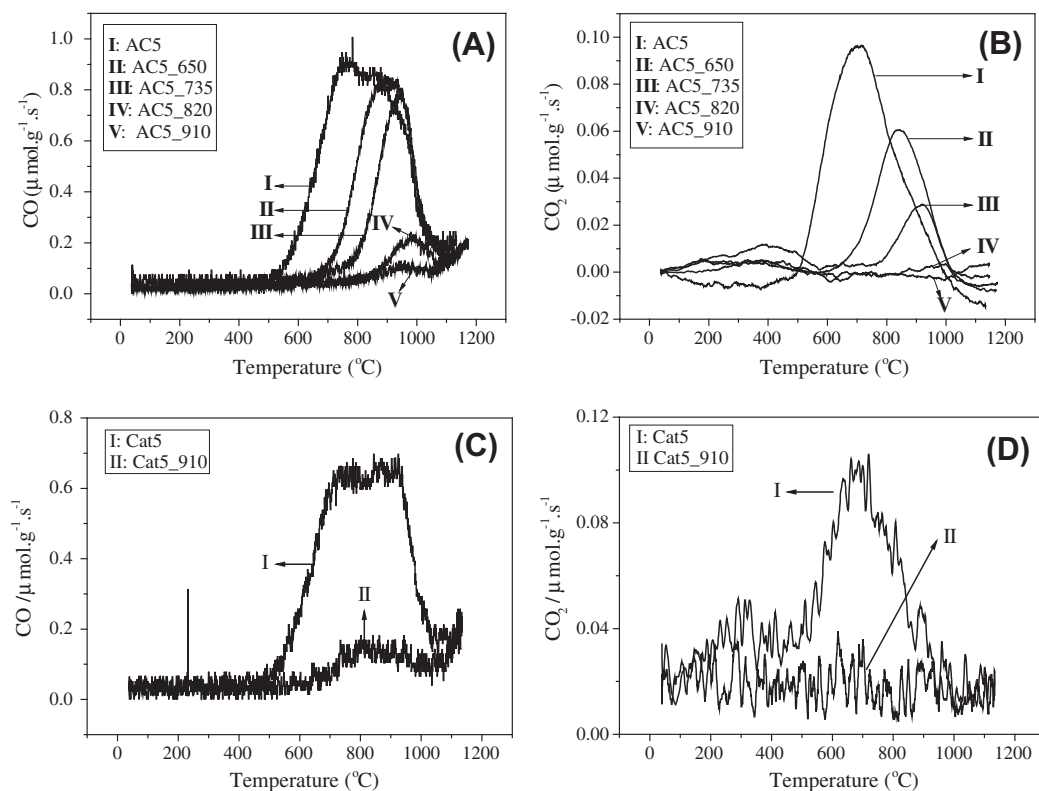 (A)
I: AC5
II: AC5_650
III: AC5_735
IV: AC5_820
V: AC5_910
CO (μ mol.g⁻¹.s⁻¹)
1.0
0.8
0.6
0.4
0.2
0.0
I
II
III
IV
V
0 200 400 600 800 1000 1200
Temperature (°C)
(B)
I: AC5
II: AC5_650
III: AC5_735
IV: AC5_820
V: AC5_910
CO₂ (μ mol.g⁻¹.s⁻¹)
0.10
0.08
0.06
0.04
0.02
0.00
-0.02
I
II
III
IV
V
0 200 400 600 800 1000 1200
Temperature (°C)
(C)
I: Cat5
II: Cat5_910
CO /μ mol.g⁻¹.s⁻¹
0.8
0.6
0.4
0.2
0.0
I
II
0 200 400 600 800 1000 1200
Temperature (°C)
(D)
I: Cat5
II Cat5_910
CO₂ / μ mol.g⁻¹.s⁻¹
0.12
0.08
0.04
0.00
I
II
0 200 400 600 800 1000 1200
Temperature (°C)